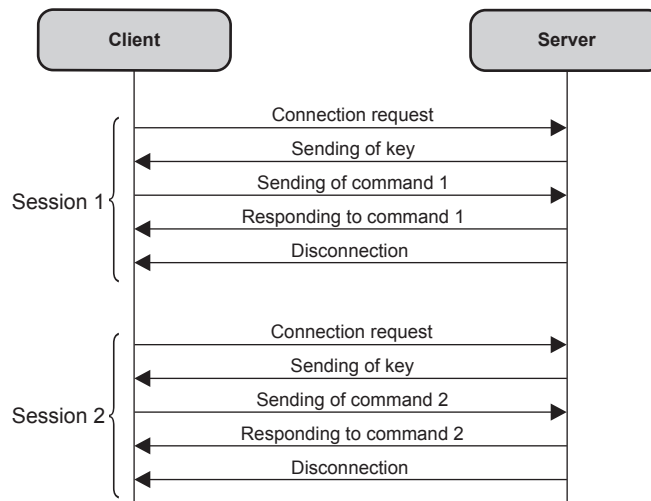 Client
Server
Session 1
Connection request
Sending of key
Sending of command 1
Responding to command 1
Disconnection
Session 2
Connection request
Sending of key
Sending of command 2
Responding to command 2
Disconnection